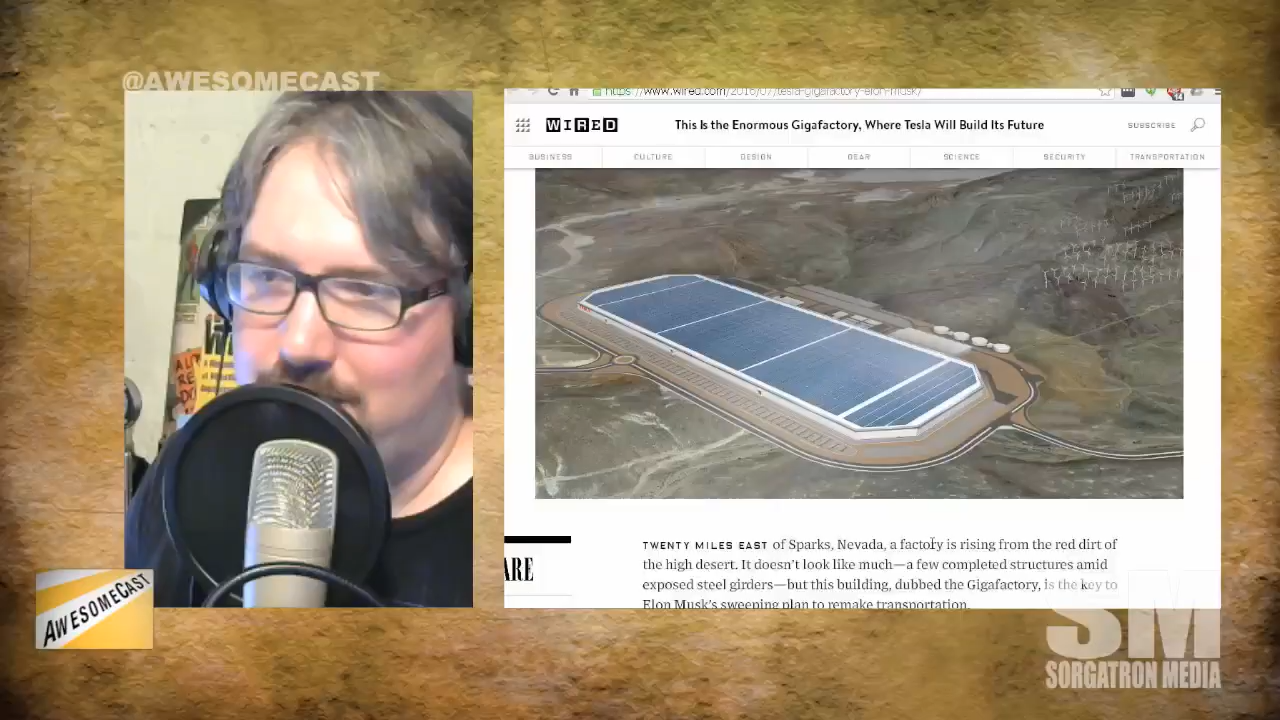 @AWESOMECAST
https://www.wired.com/2016/07/tesla-gigafactory-elon-musk/
14
WIRED
This Is the Enormous Gigafactory, Where Tesla Will Build Its Future
SUBSCRIBE
BUSINESS
CULTURE
DESIGN
GEAR
SCIENCE
SECURITY
TRANSPORTATION
ARE
TWENTY MILES EAST of Sparks, Nevada, a factory is rising from the red dirt of
the high desert. It doesn't look like much—a few completed structures amid
exposed steel girders—but this building, dubbed the Gigafactory, is the key to
Elon Musk's sweeping plan to remake transportation.
AWESOMECAST
SM
SORGATRON MEDIA